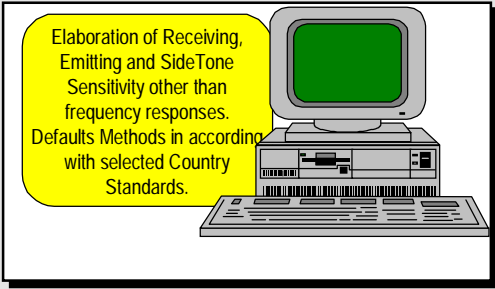 Elaboration of Receiving,
Emitting and SideTone
Sensitivity other than
frequency responses.
Defaults Methods in according
with selected Country
Standards.